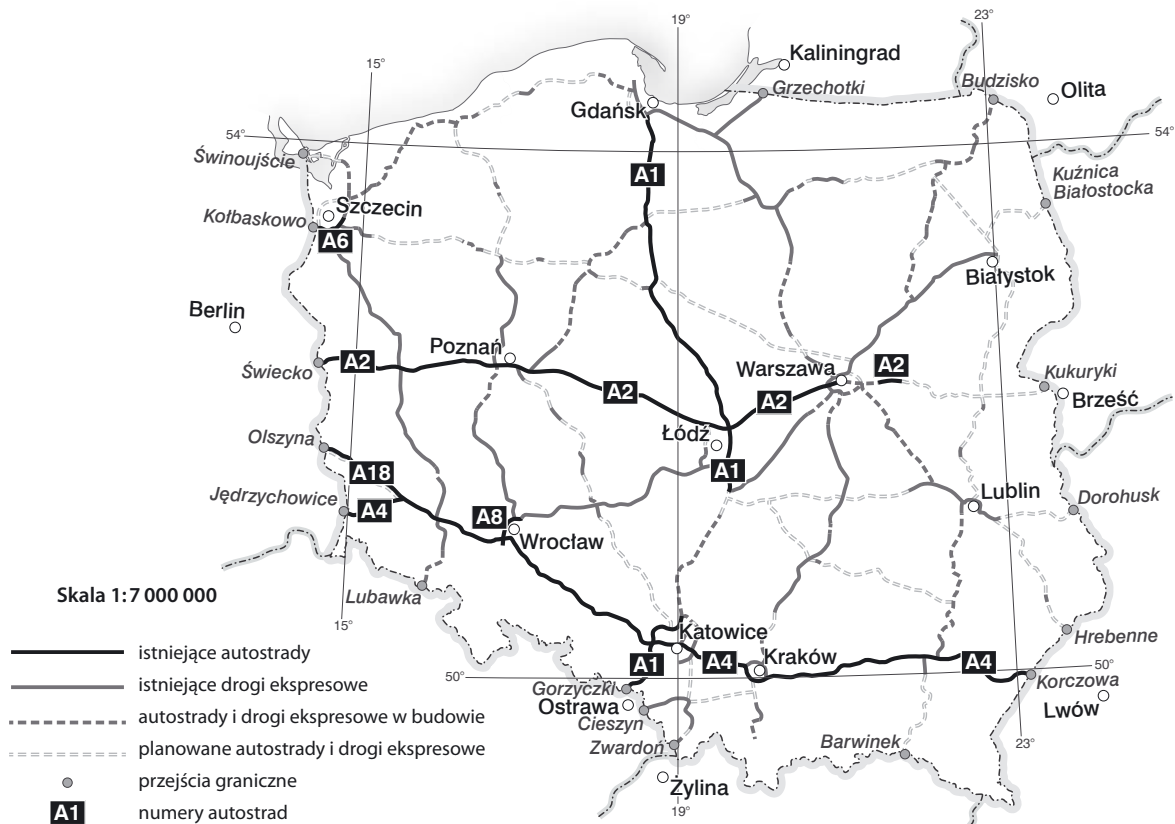 19°
23°
15°
Kaliningrad
Grzechotki
Budzisko
Olita
Gdańsk
54°
54°
Świnoujście
A1
Kuźnica
Białostocka
Szczecin
Kołbaskowo
A6
Białystok
Berlin
Poznań
Warszawa
A2
A2
Świecko
Kukuryki
A2
A2
Brześć
Łódź
Olszyna
A1
A18
Jędrzychowice
Lublin
Dorohusk
A4
A8
Wrocław
Skala 1:7 000 000
Lubawka
15°
Hrebenne
Katowice
istniejące autostrady
A1
A4
Kraków
A4
50°
50°
istniejące drogi ekspresowe
Gorzyczki
Korczowa
Ostrawa
Lwów
autostrady i drogi ekspresowe w budowie
Cieszyn
23°
planowane autostrady i drogi ekspresowe
Zwardoń
Barwinek
przejścia graniczne
Żylina
A1
numery autostrad
19°